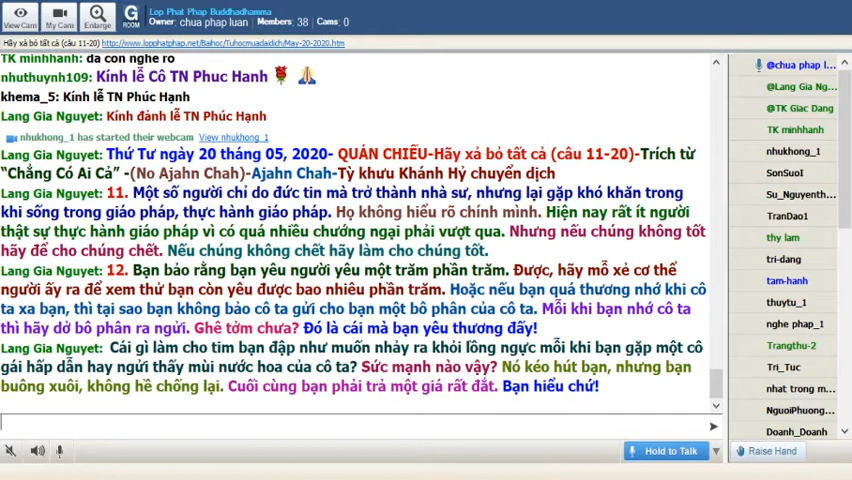 Lop Phat Phap Buddhadhamma
Owner: chua phap luan Members: 38 Cams: 0
View Cam
My Cam
Enlarge
G ROOM
Hãy xả bỏ tất cả (câu 11-20) http://www.lopphatphap.net/Baihoc/Tuhocmuadaidich/May-20-2020.htm
TK minhhanh: da con nghe ro
nhuthuynh109: Kính lễ Cô TN Phuc Hanh
khema_5: Kính lễ TN Phúc Hạnh
Lang Gia Nguyet: Kính đảnh lễ TN Phúc Hạnh
nhukhong_1 has started their webcam View nhukhong_1
Lang Gia Nguyet: Thứ Tư ngày 20 tháng 05, 2020- QUÁN CHIẾU-Hãy xả bỏ tất cả (câu 11-20)-Trích từ
“Chẳng Có Ai Cả” -(No Ajahn Chah)-Ajahn Chah-Tỳ khưu Khánh Hỷ chuyển dịch
Lang Gia Nguyet: 11. Một số người chỉ do đức tin mà trở thành nhà sư, nhưng lại gặp khó khăn trong
khi sống trong giáo pháp, thực hành giáo pháp. Họ không hiểu rõ chính mình. Hiện nay rất ít người
thật sự thực hành giáo pháp vì có quá nhiều chướng ngại phải vượt qua. Nhưng nếu chúng không tốt
hãy để cho chúng chết. Nếu chúng không chết hãy làm cho chúng tốt.
Lang Gia Nguyet: 12. Bạn bảo rằng bạn yêu người yêu một trăm phần trăm. Được, hãy mổ xẻ cơ thể
người ấy ra để xem thử bạn còn yêu được bao nhiêu phần trăm. Hoặc nếu bạn quá thương nhớ khi cô
ta xa bạn, thì tại sao bạn không bảo cô ta gửi cho bạn một bô phân của cô ta. Mỗi khi bạn nhớ cô ta
thì hãy dở bô phân ra ngửi. Ghê tởm chưa? Đó là cái mà bạn yêu thương đấy!
Lang Gia Nguyet: Cái gì làm cho tim bạn đập như muốn nhảy ra khỏi lồng ngực mỗi khi bạn gặp một cô
gái hấp dẫn hay ngửi thấy mùi nước hoa của cô ta? Sức mạnh nào vậy? Nó kéo hút bạn, nhưng bạn
buông xuôi, không hề chống lại. Cuối cùng bạn phải trả một giá rất đắt. Bạn hiểu chứ!
@chua phap l...
@Lang Gia Ng...
@TK Giac Dang
TK minhhanh
nhukhong_1
SonSuoI
Su_Nguyenth...
TranDao1
thy lam
tri-dang
tam-hanh
thuytu_1
nghe phap_1
Trangthu-2
Tri_Tuc
nhat trong m...
NguoiPhuong...
Doanh_Doanh
Hold to Talk
Raise Hand